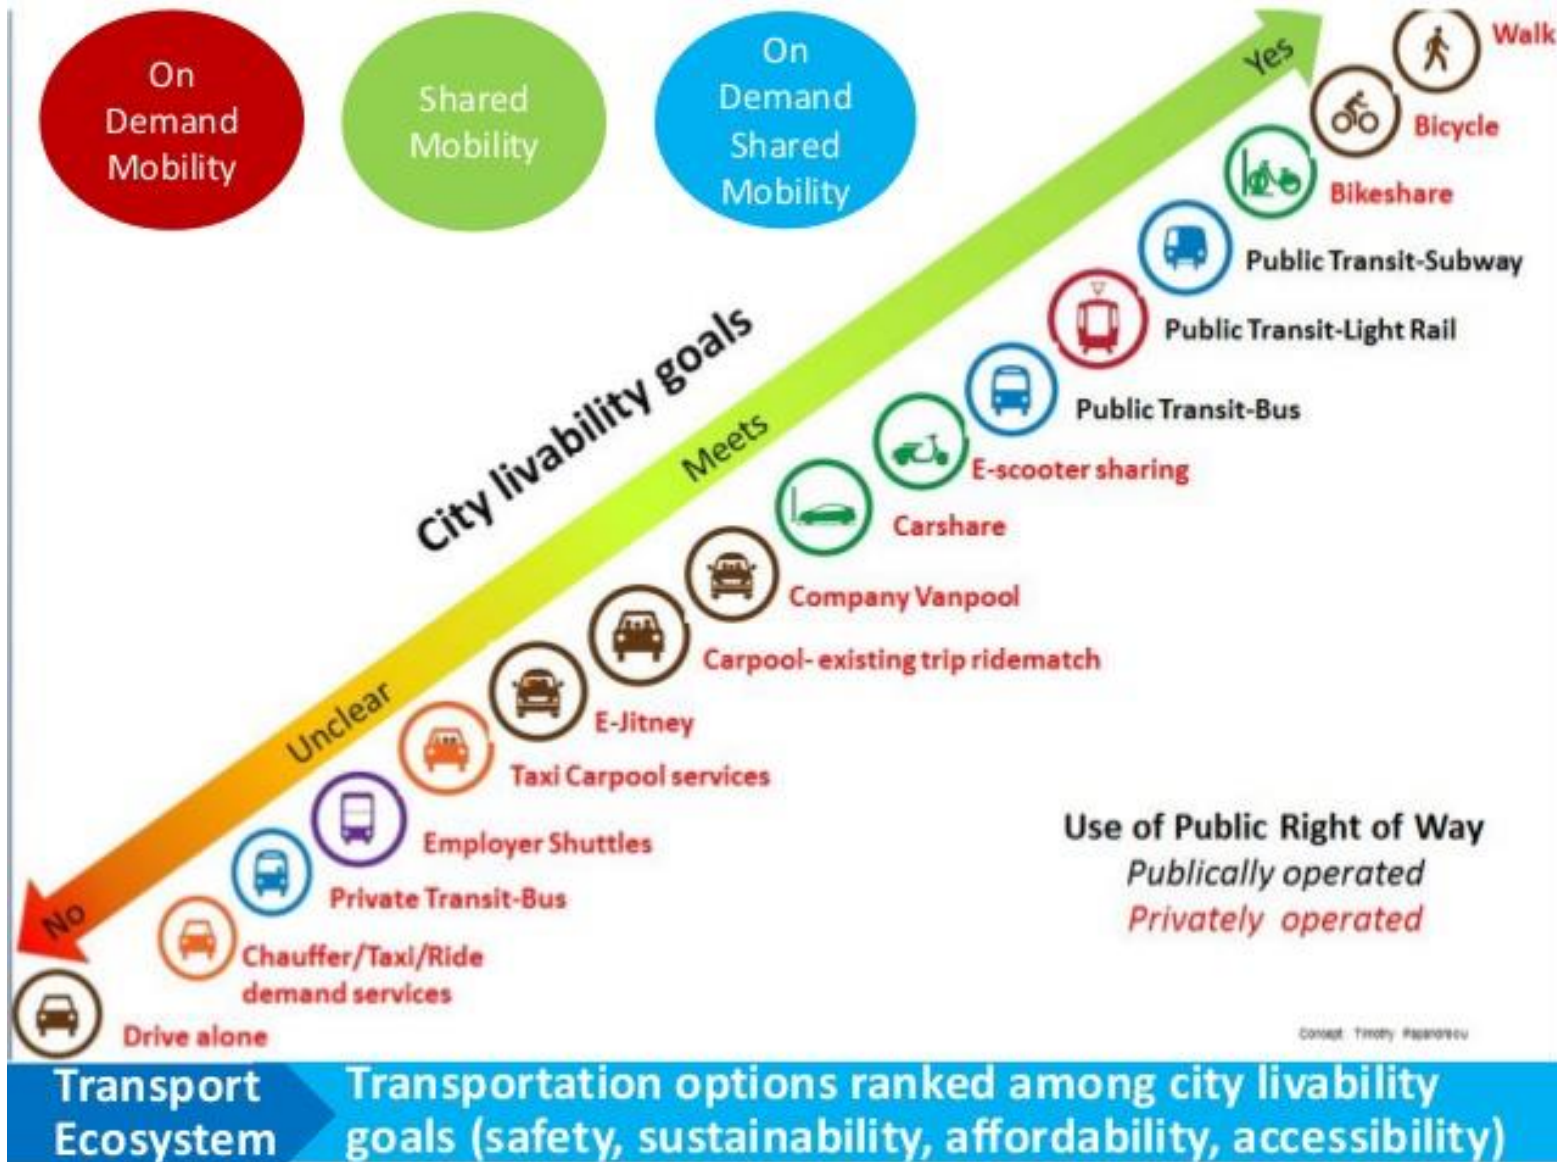 On
Demand
Mobility
Shared
Mobility
On
Demand
Shared
Mobility
City livability goals
Yes
Meets
Unclear
No
Walk
Bicycle
Bikeshare
Public Transit-Subway
Public Transit-Light Rail
Public Transit-Bus
E-scooter sharing
Carshare
Company Vanpool
Carpool- existing trip ridematch
E-Jitney
Taxi Carpool services
Employer Shuttles
Private Transit-Bus
Chauffer/Taxi/Ride
demand services
Drive alone
Use of Public Right of Way
Publically operated
Privately operated
Concept: Timothy
Transport
Ecosystem
Transportation options ranked among city livability
goals (safety, sustainability, affordability, accessibility)